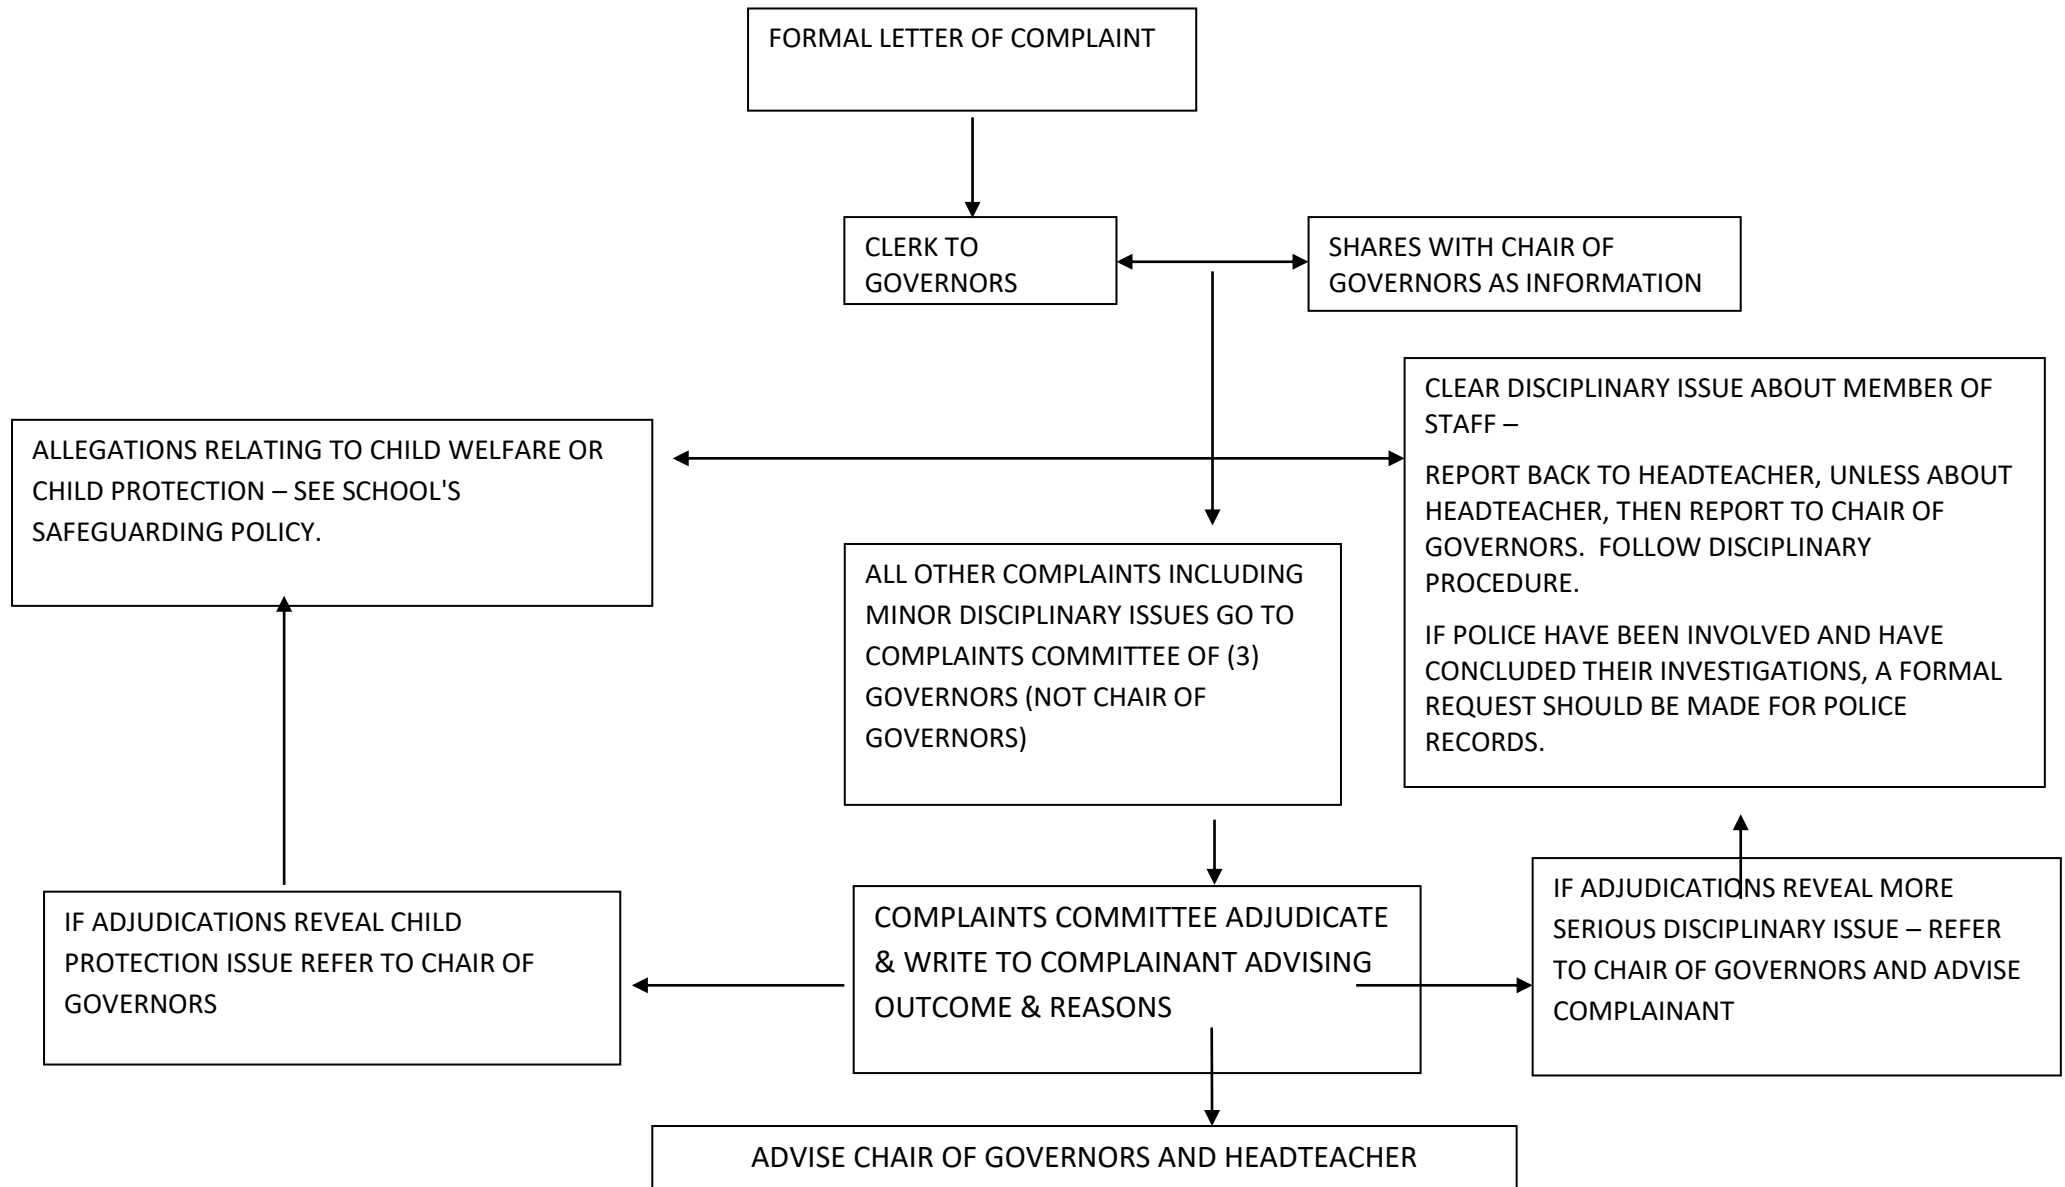 FORMAL LETTER OF COMPLAINT
CLERK TO
GOVERNORS
SHARES WITH CHAIR OF
GOVERNORS AS INFORMATION
ALLEGATIONS RELATING TO CHILD WELFARE OR
CHILD PROTECTION – SEE SCHOOL'S
SAFEGUARDING POLICY.
CLEAR DISCIPLINARY ISSUE ABOUT MEMBER OF
STAFF –
REPORT BACK TO HEADTEACHER, UNLESS ABOUT
HEADTEACHER, THEN REPORT TO CHAIR OF
GOVERNORS.  FOLLOW DISCIPLINARY
PROCEDURE.
IF POLICE HAVE BEEN INVOLVED AND HAVE
CONCLUDED THEIR INVESTIGATIONS, A FORMAL
REQUEST SHOULD BE MADE FOR POLICE
RECORDS.
ALL OTHER COMPLAINTS INCLUDING
MINOR DISCIPLINARY ISSUES GO TO
COMPLAINTS COMMITTEE OF (3)
GOVERNORS (NOT CHAIR OF
GOVERNORS)
IF ADJUDICATIONS REVEAL CHILD
PROTECTION ISSUE REFER TO CHAIR OF
GOVERNORS
COMPLAINTS COMMITTEE ADJUDICATE
& WRITE TO COMPLAINANT ADVISING
OUTCOME & REASONS
IF ADJUDICATIONS REVEAL MORE
SERIOUS DISCIPLINARY ISSUE – REFER
TO CHAIR OF GOVERNORS AND ADVISE
COMPLAINANT
ADVISE CHAIR OF GOVERNORS AND HEADTEACHER